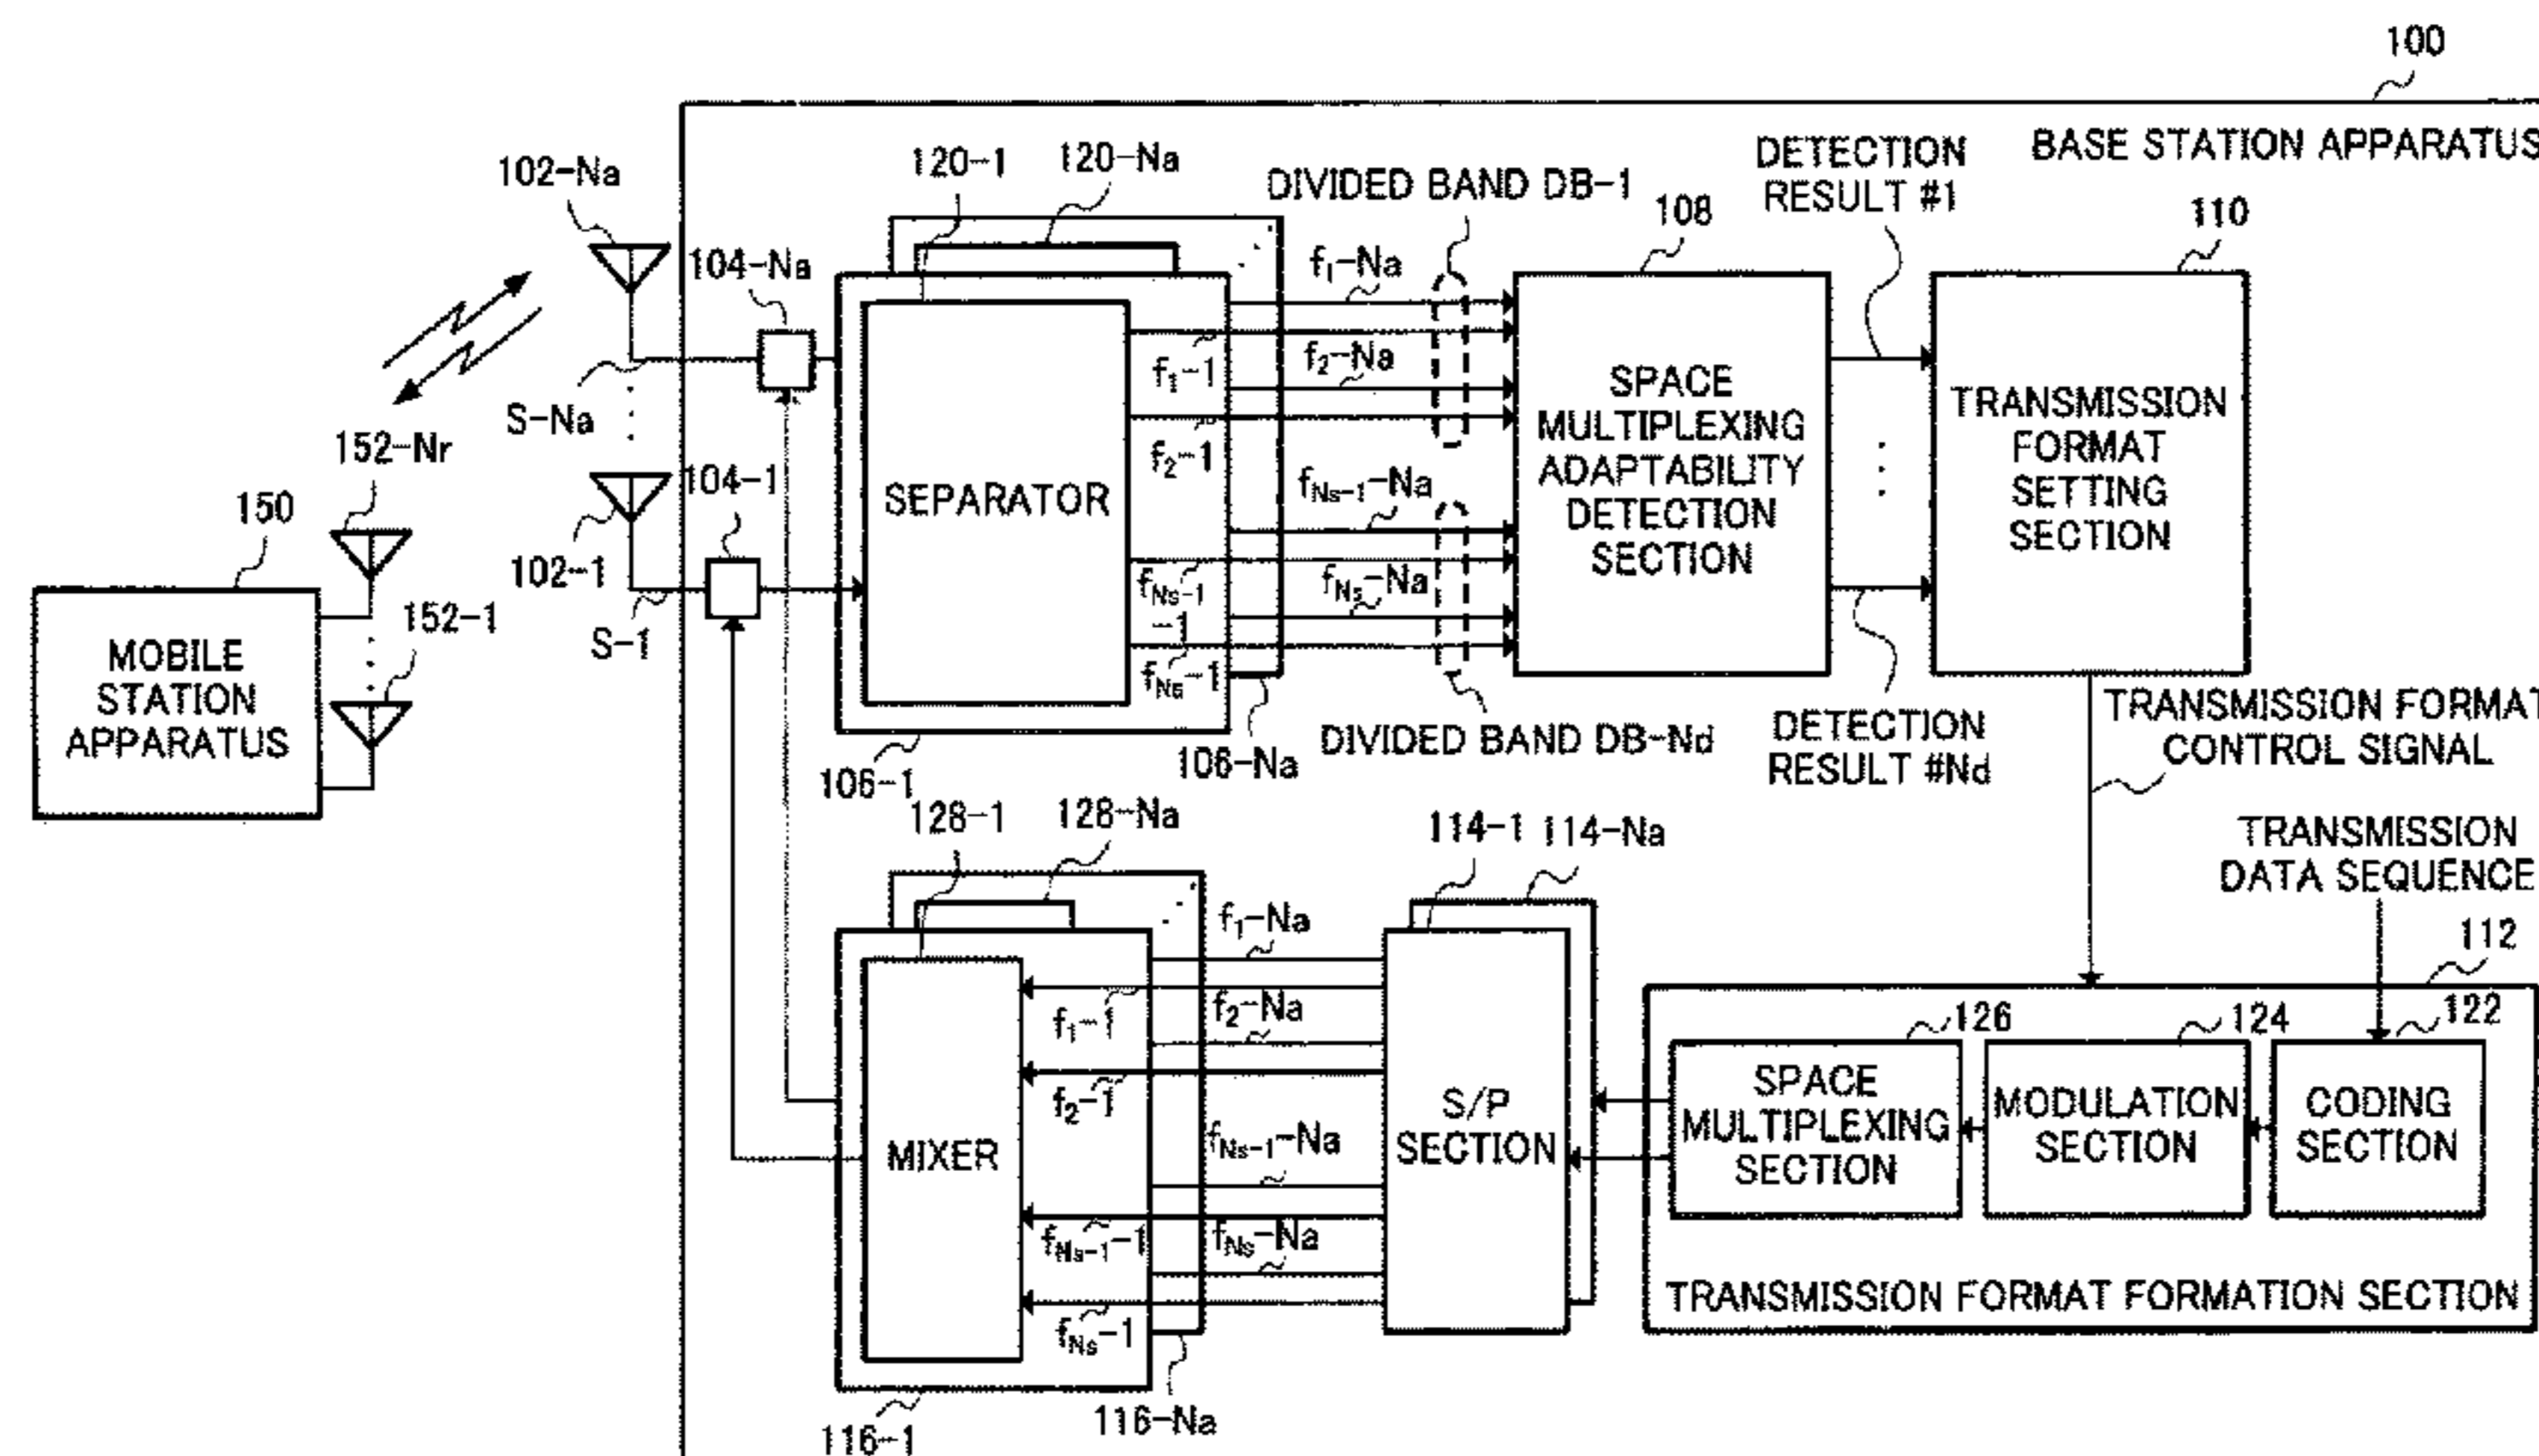 100
BASE STATION APPARATUS
DETECTION
RESULT #1
120-1
120-Na
102-Na
DIVIDED BAND DB-1
108
110
104-Na
f1-Na
f1-1
f2-Na
SPACE
MULTIPLEXING
ADAPTABILITY
DETECTION
SECTION
TRANSMISSION
FORMAT
SETTING
SECTION
S-Na
152-Nr
f2-1
104-1
SEPARATOR
fNs-1-Na
150
102-1
fNs-1
-1
fNs-Na
152-1
S-1
fNs-1
MOBILE
STATION
APPARATUS
DIVIDED BAND DB-Nd
DETECTION
RESULT #Nd
TRANSMISSION FORMAT
CONTROL SIGNAL
106-1
106-Na
128-1
128-Na
114-1
114-Na
TRANSMISSION
DATA SEQUENCE
f1-Na
112
f1-1
f2-Na
126
124
122
f2-1
S/P
SECTION
SPACE
MULTIPLEXING
SECTION
MODULATION
SECTION
CODING
SECTION
MIXER
fNs-1-Na
fNs-1-1
fNs-Na
TRANSMISSION FORMAT FORMATION SECTION
fNs-1
116-1
116-Na